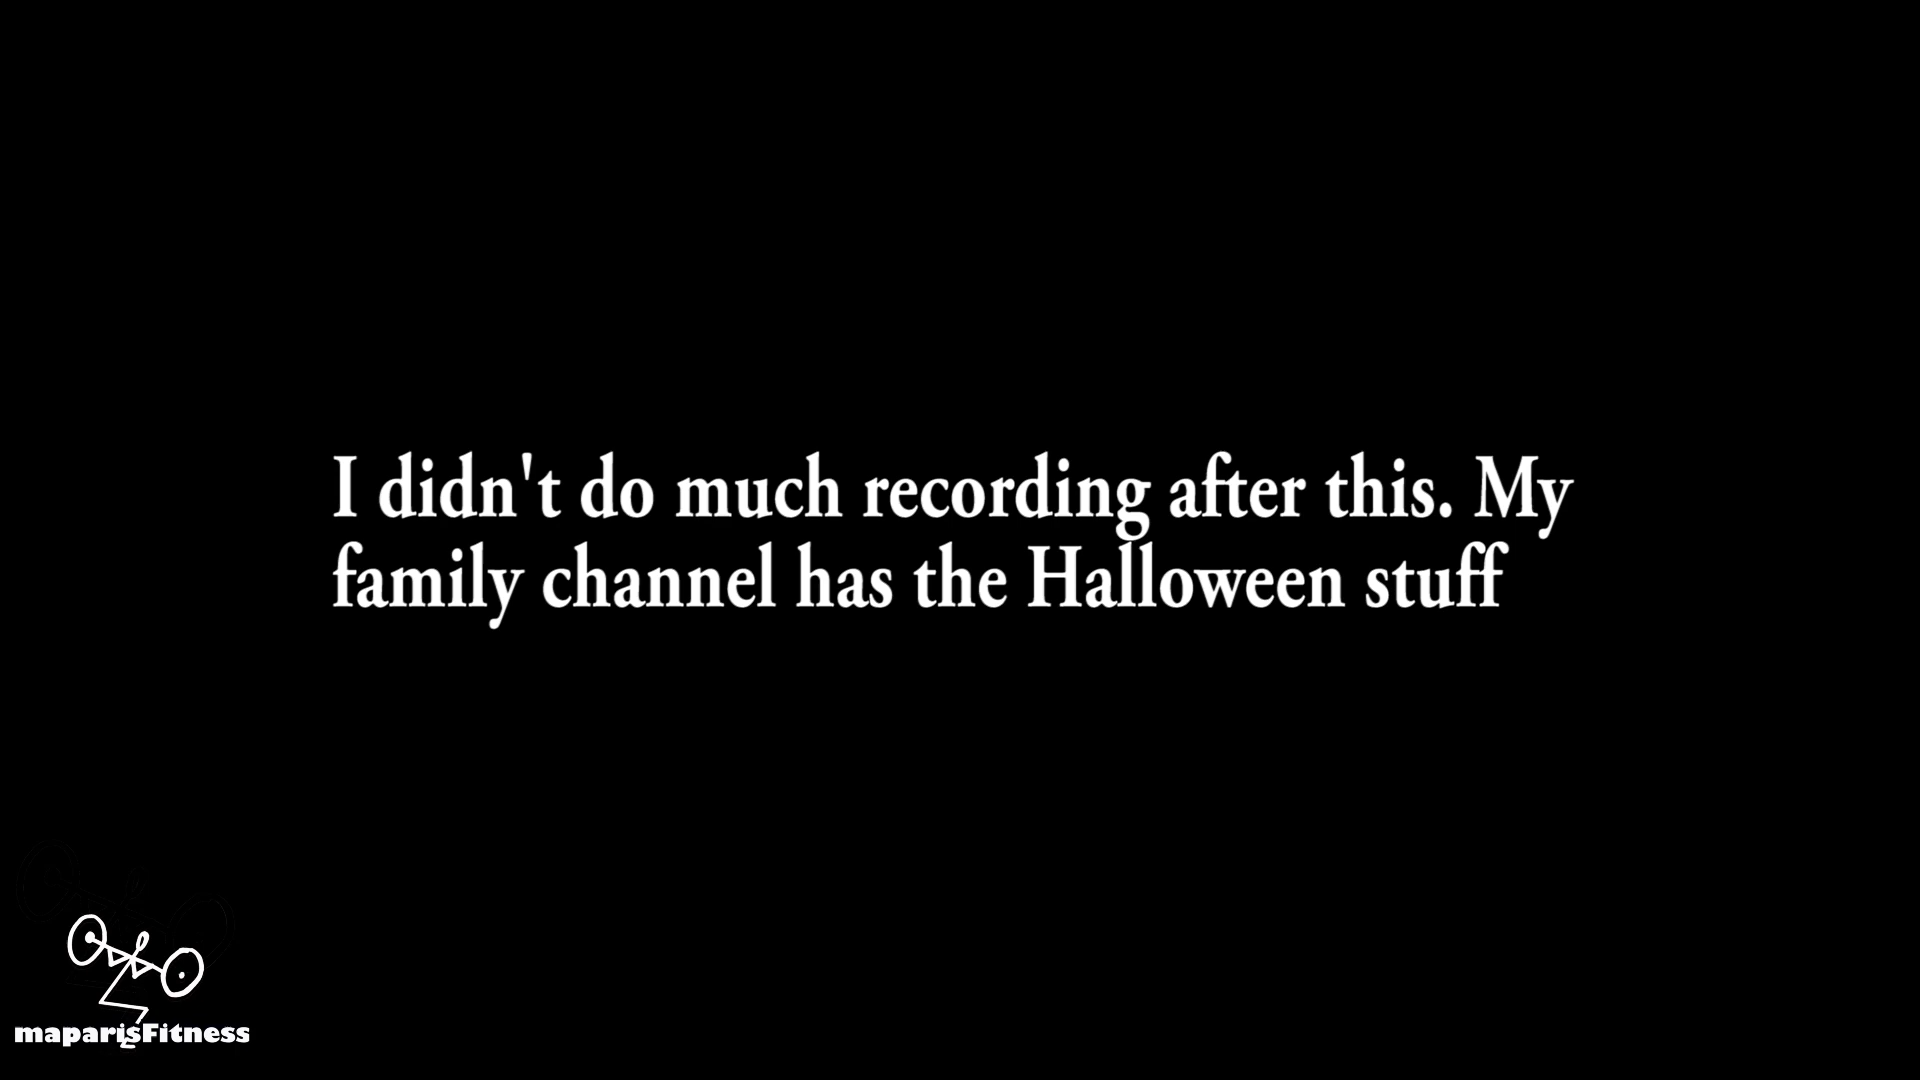 I didn't do much recording after this. My
family channel has the Halloween stuff
maparisFitness